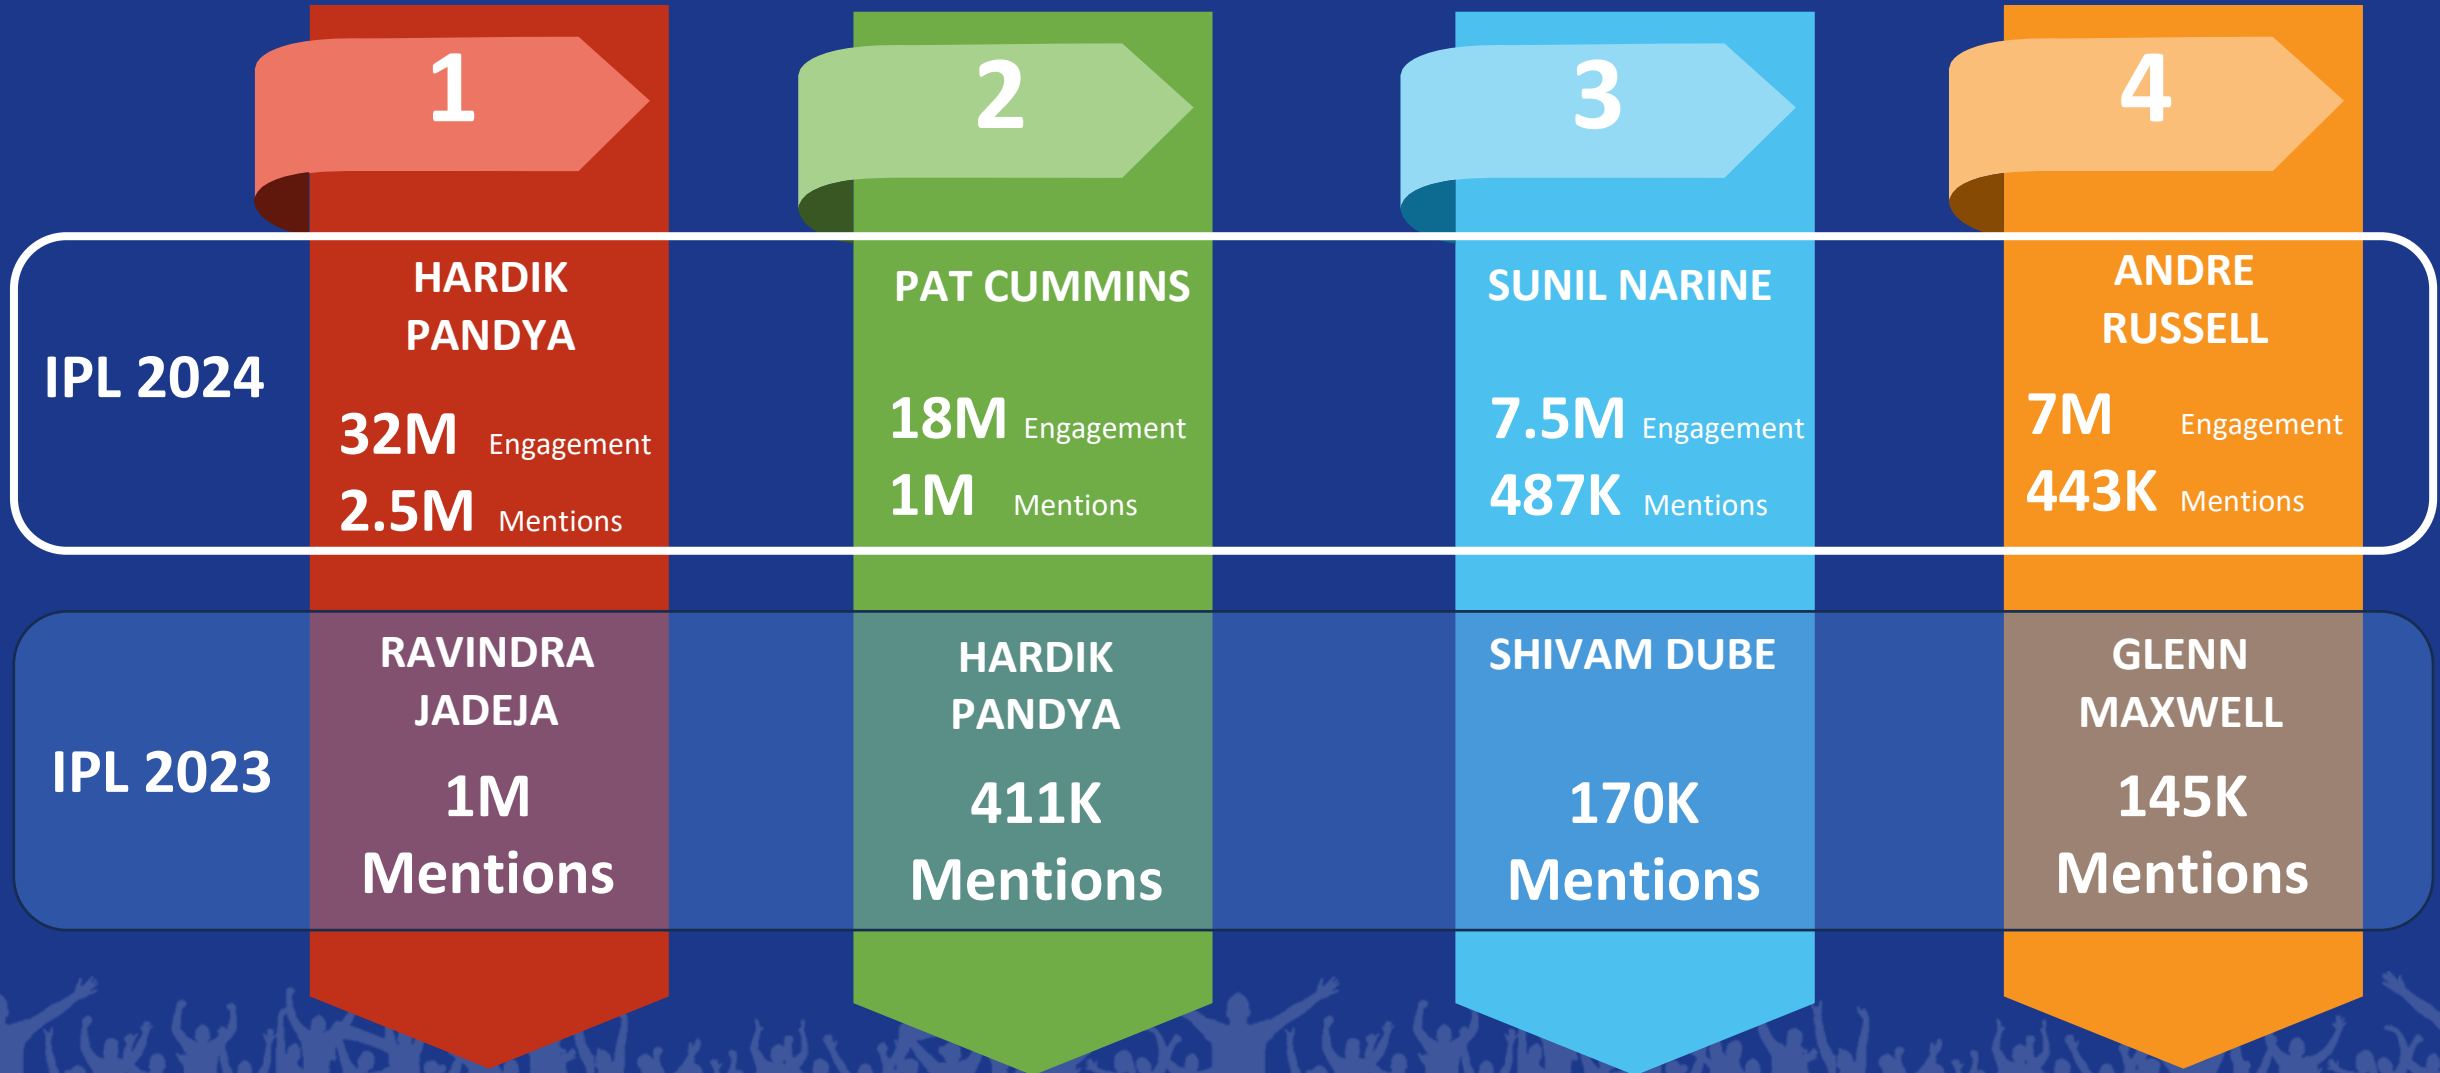 1
2
3
4
IPL 2024
HARDIK
PANDYA
32M Engagement
2.5M Mentions
PAT CUMMINS
18M Engagement
1M Mentions
SUNIL NARINE
7.5M Engagement
487K Mentions
ANDRE
RUSSELL
7M Engagement
443K Mentions
IPL 2023
RAVINDRA
JADEJA
1M
Mentions
HARDIK
PANDYA
411K
Mentions
SHIVAM DUBE
170K
Mentions
GLENN
MAXWELL
145K
Mentions